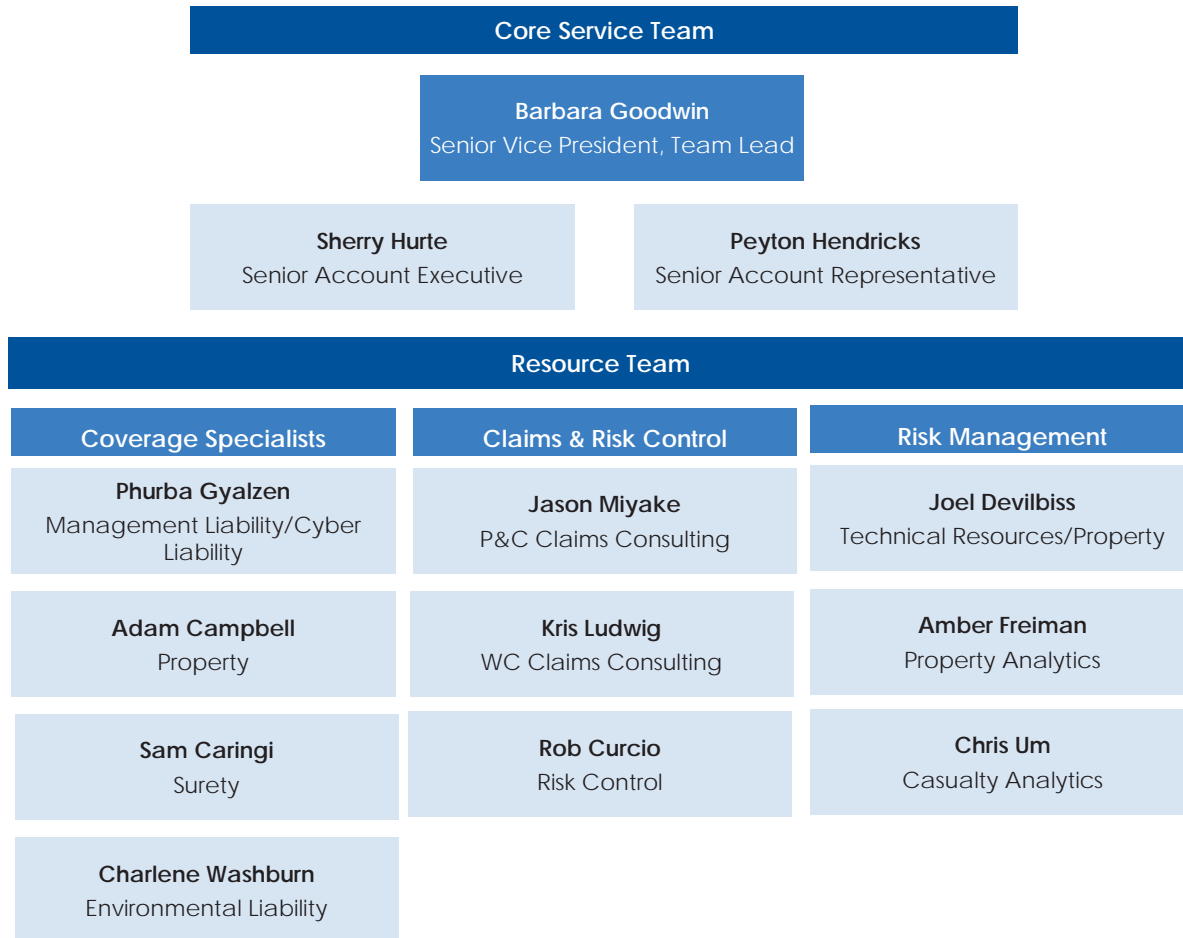 Core Service Team
Barbara Goodwin
Senior Vice President, Team Lead
Sherry Hurte
Senior Account Executive
Peyton Hendricks
Senior Account Representative
Resource Team
Coverage Specialists
Phurba Gyalzen
Management Liability/Cyber
Liability
Adam Campbell
Property
Sam Caringi
Surety
Charlene Washburn
Environmental Liability
Claims & Risk Control
Jason Miyake
P&C Claims Consulting
Kris Ludwig
WC Claims Consulting
Rob Curcio
Risk Control
Risk Management
Joel Devilbiss
Technical Resources/Property
Amber Freiman
Property Analytics
Chris Um
Casualty Analytics